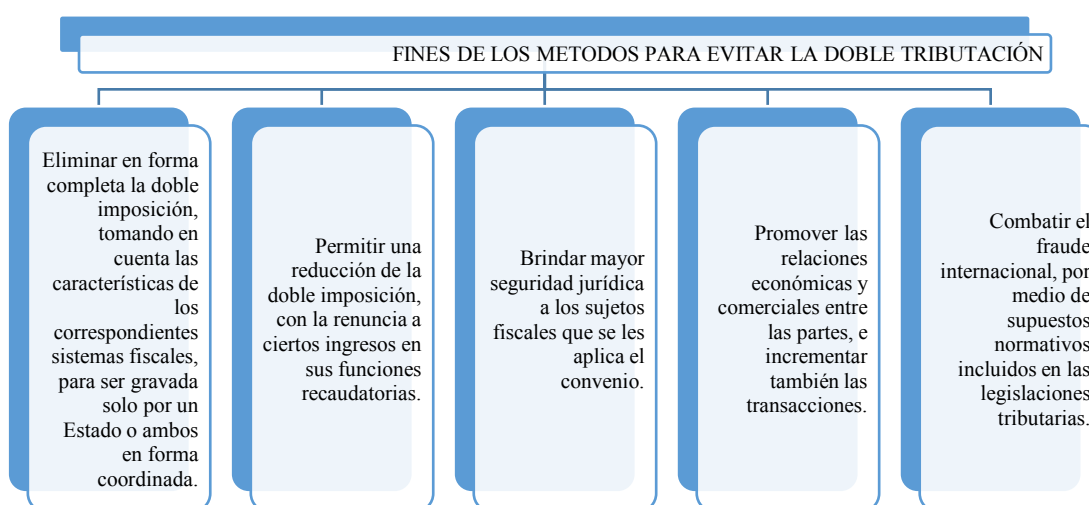 FINES DE LOS METODOS PARA EVITAR LA DOBLE TRIBUTACIÓN
Eliminar en forma
completa la doble
imposición,
tomando en
cuenta las
características de
los
correspondientes
sistemas fiscales,
para ser gravada
solo por un
Estado o ambos
en forma
coordinada.
Permitir una
reducción de la
doble imposición,
con la renuncia a
ciertos ingresos en
sus funciones
recaudatorias.
Brindar mayor
seguridad jurídica
a los sujetos
fiscales que se les
aplica el
convenio.
Promover las
relaciones
económicas y
comerciales entre
las partes, e
incrementar
también las
transacciones.
Combatir el
fraude
internacional, por
medio de
supuestos
normativos
incluidos en las
legislaciones
tributarias.